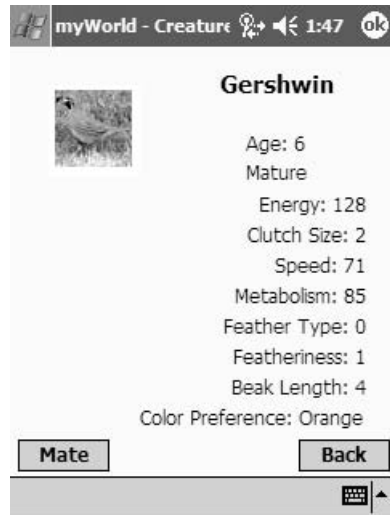 myWorld - Creature 1:47 ok
Gershwin
Age: 6
Mature
Energy: 128
Clutch Size: 2
Speed: 71
Metabolism: 85
Feather Type: 0
Featheriness: 1
Beak Length: 4
Color Preference: Orange
Mate Back